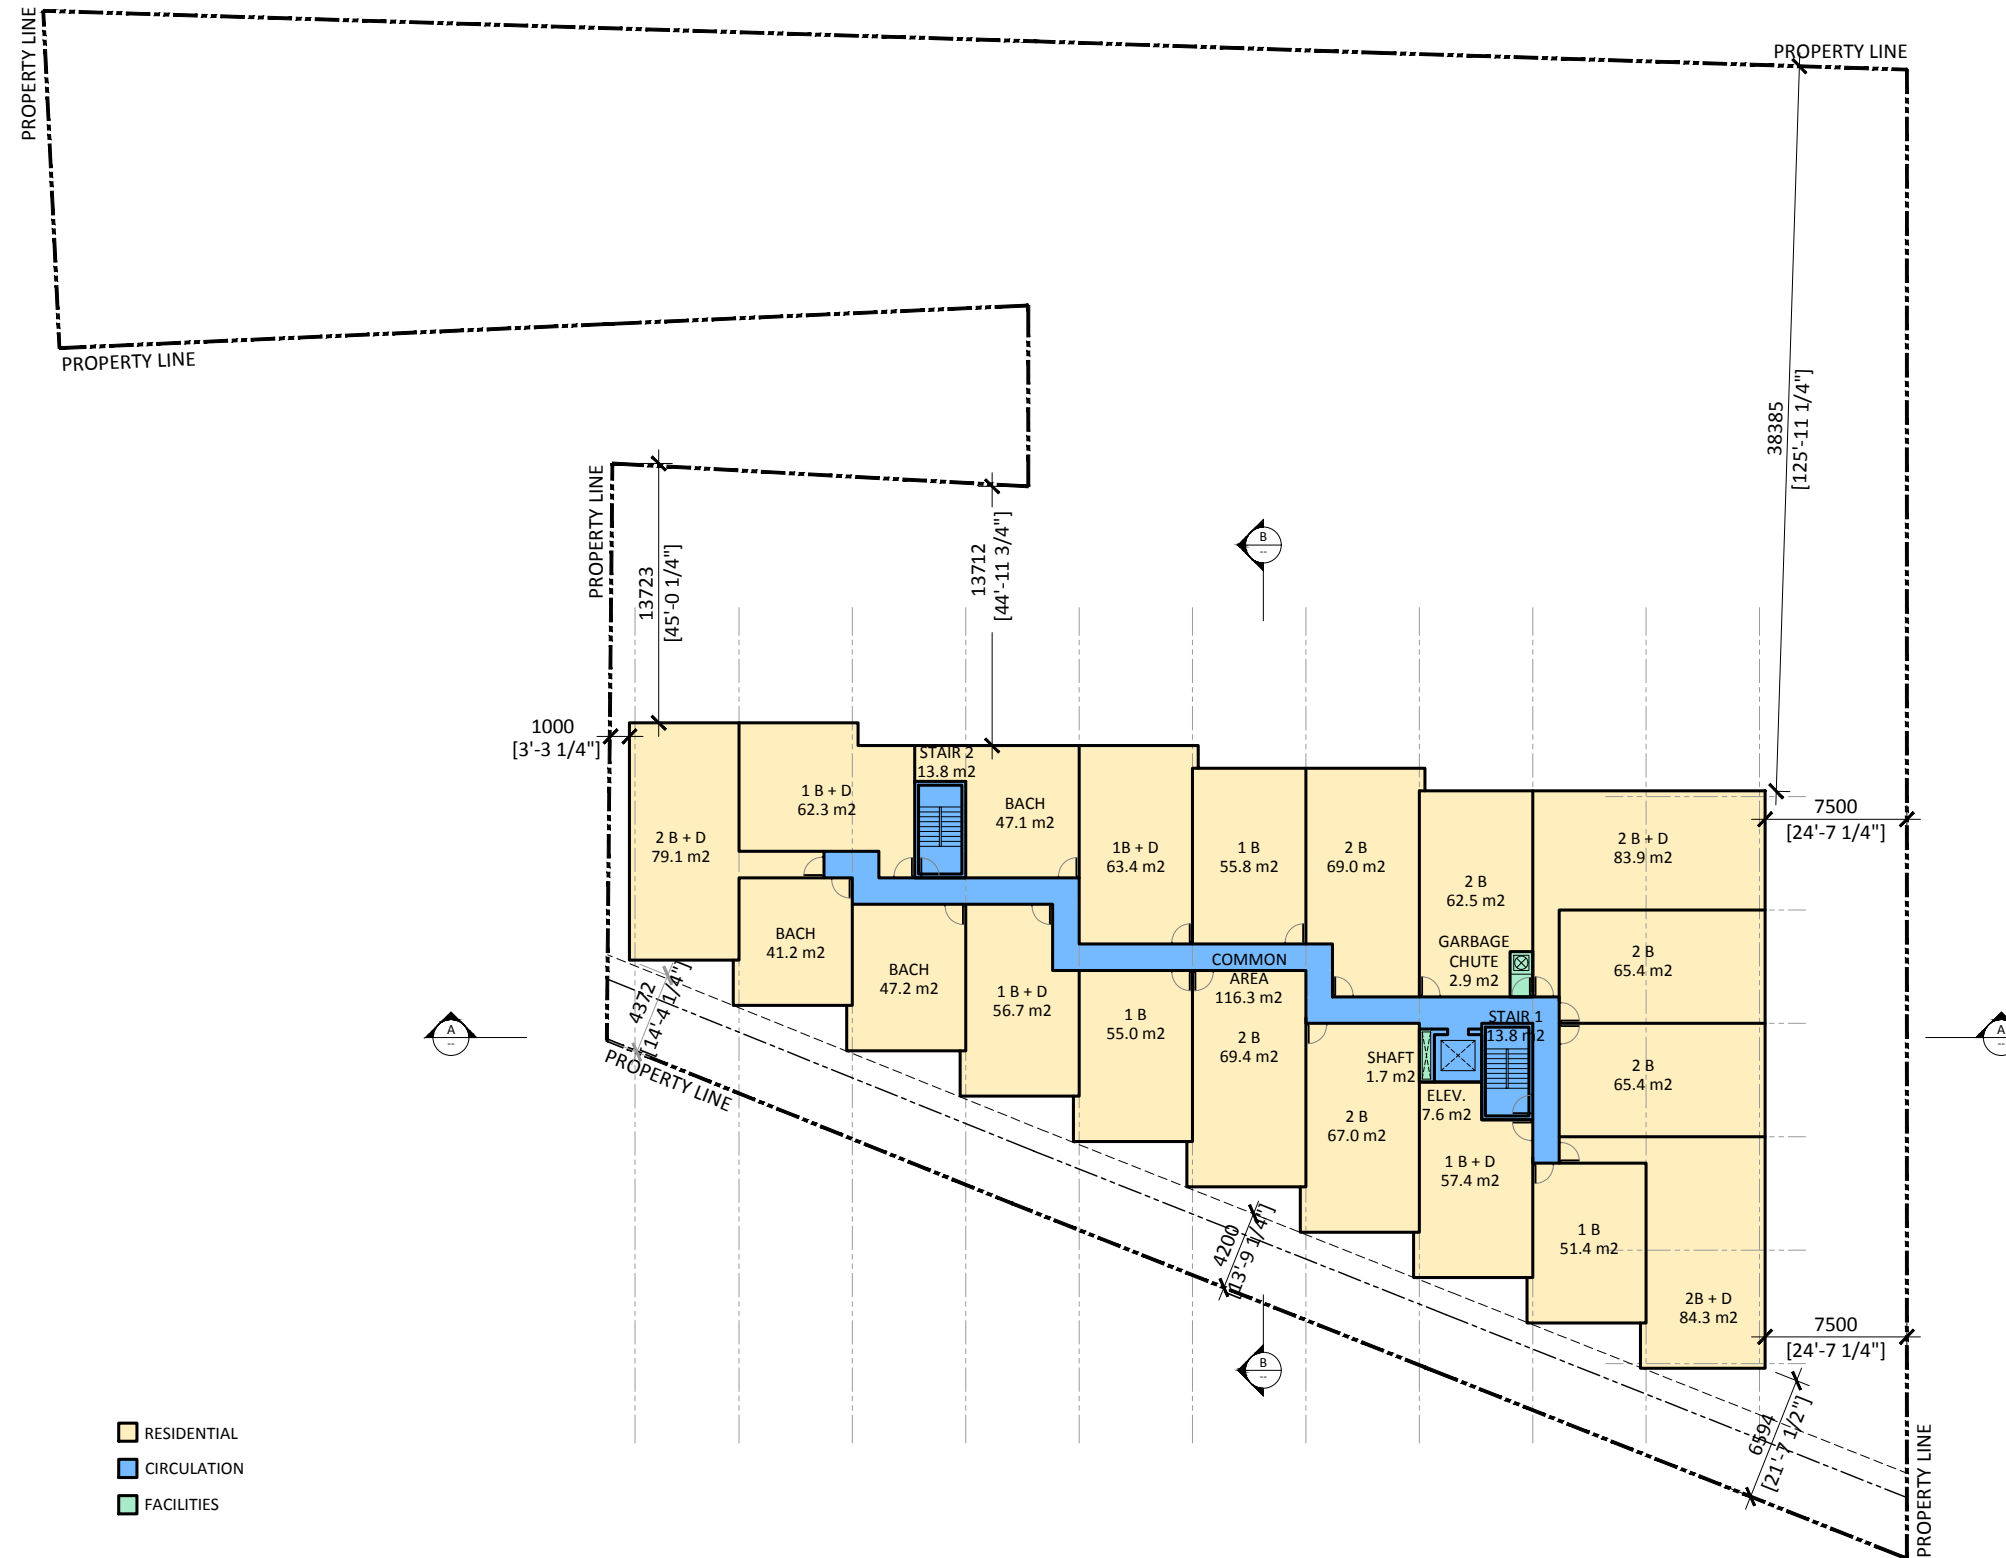 PROPERTY LINE
PROPERTY LINE
PROPERTY LINE
38385
[125'-11 1/4"]
PROPERTY LINE
13723
[45'-0 1/4"]
13712
[44'-11 3/4"]
B
--
1000
[3'-3 1/4"]
7500
[24'-7 1/4"]
STAIR 2
13.8 m2
1 B + D
62.3 m2
BACH
47.1 m2
2 B + D
79.1 m2
1B + D
63.4 m2
1 B
55.8 m2
2 B
69.0 m2
2 B
62.5 m2
2 B + D
83.9 m2
BACH
41.2 m2
BACH
47.2 m2
1 B + D
56.7 m2
COMMON
AREA
116.3 m2
GARBAGE
CHUTE
2.9 m2
2 B
65.4 m2
4372
[14'-4 1/4"]
1 B
55.0 m2
2 B
69.4 m2
STAIR 1
13.8 m2
SHAFT
1.7 m2
ELEV.
7.6 m2
2 B
65.4 m2
A
--
A
--
PROPERTY LINE
2 B
67.0 m2
1 B + D
57.4 m2
1 B
51.4 m2
2B + D
84.3 m2
4200
[13'-9 1/4"]
7500
[24'-7 1/4"]
B
--
6594
[21'-7 1/2"]
PROPERTY LINE
RESIDENTIAL
CIRCULATION
FACILITIES